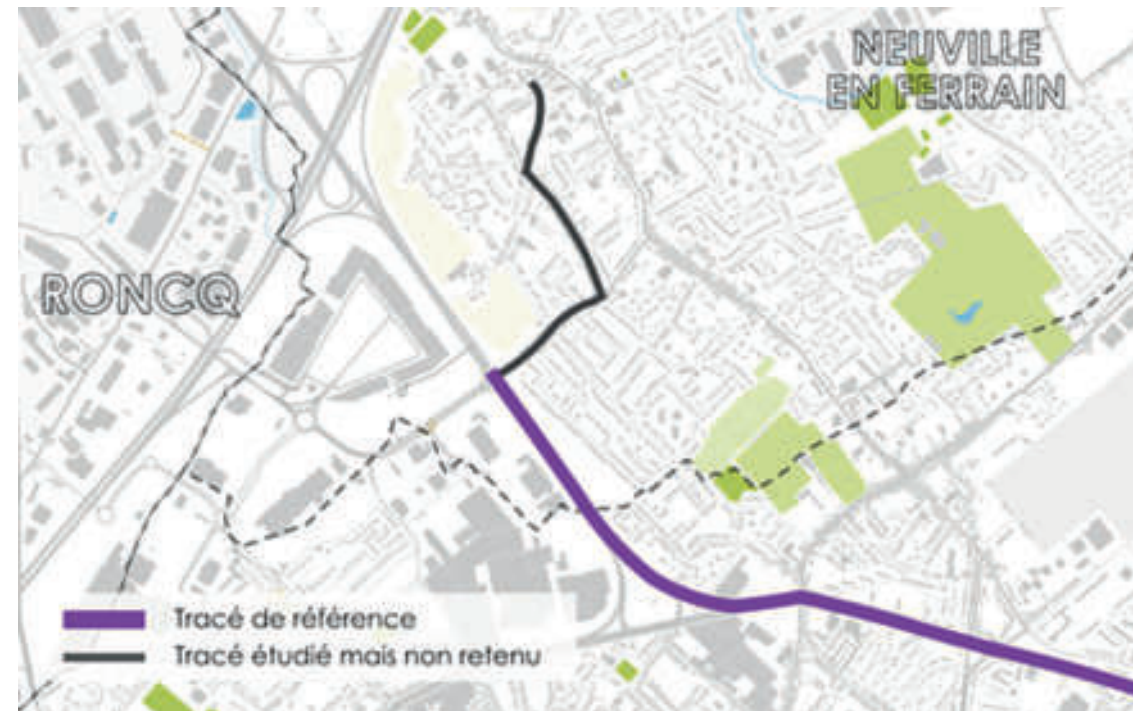 NEUVILLE
EN FERRAIN
RONCQ
Tracé de référence
Tracé étudié mais non retenu